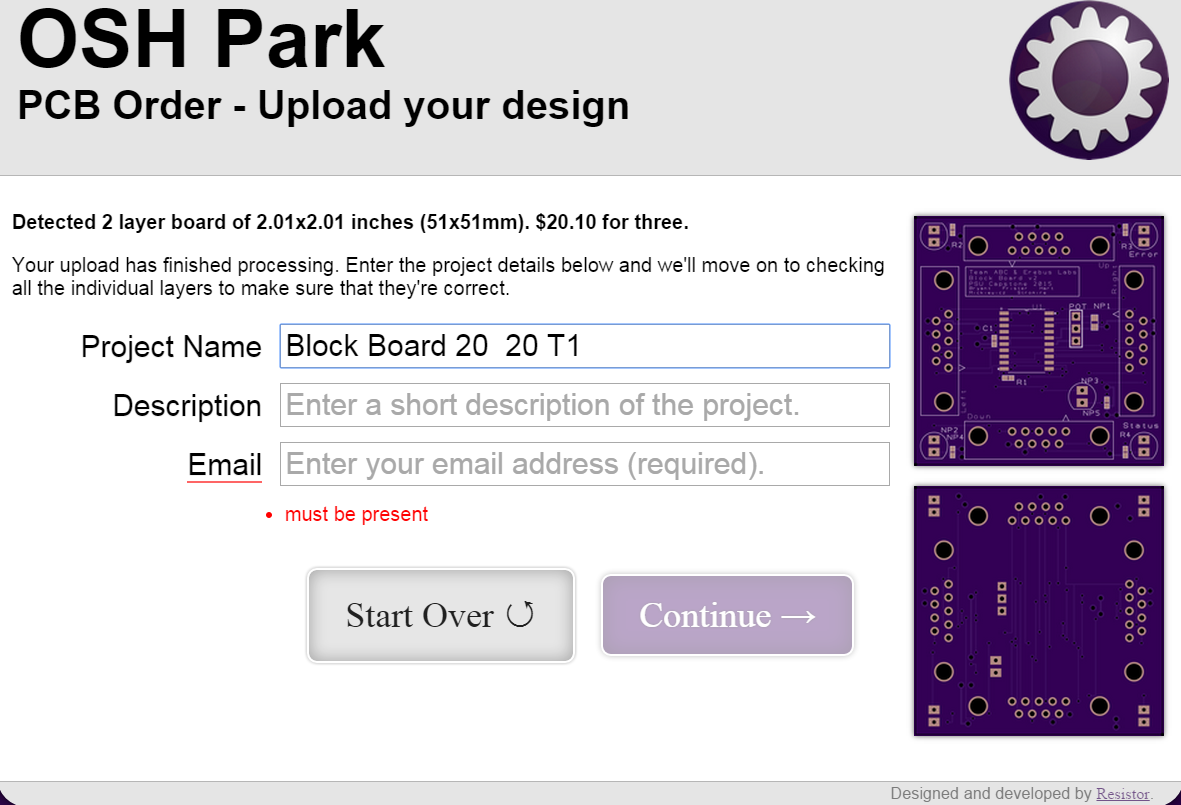 OSH Park
PCB Order - Upload your design
Detected 2 layer board of 2.01x2.01 inches (51x51mm). $20.10 for three.
Your upload has finished processing. Enter the project details below and we'll move on to checking
all the individual layers to make sure that they're correct.
Project Name
Block Board 20  20 T1
Description
Enter a short description of the project.
Email
Enter your email address (required).
• must be present
Start Over ↺
Continue →
R2
R3
Error
Up
Right
Team ABC & Erebus Labs
Block Board v2
PSU Capstone 2015
POT NP1
C1
U1
R1
NP3
NP5
Left
Down
Status
NP2
NP4
R4
Designed and developed by Resistor.